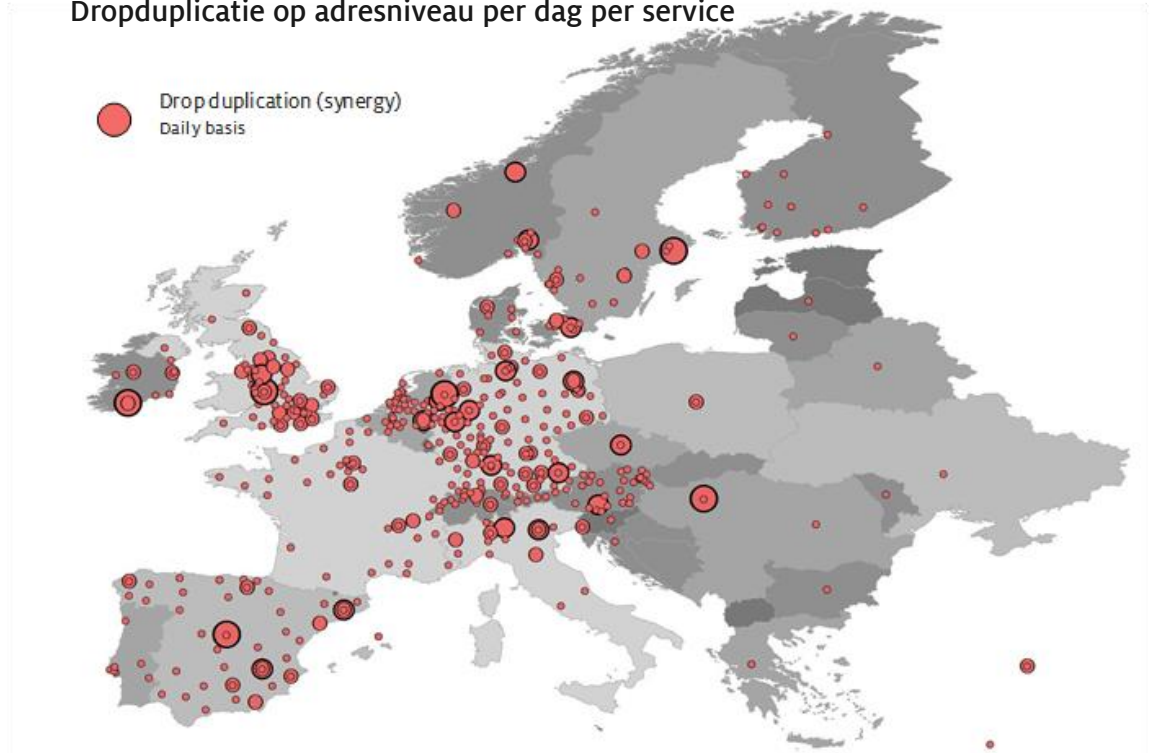 Dropduplicatie op adresniveau per dag per service
Drop duplication (synergy)
Daily basis